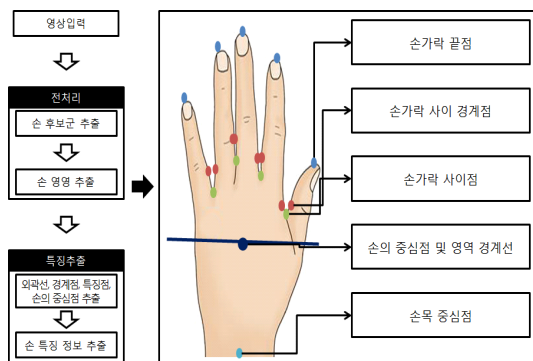 영상입력
전처리
손 후보군 추출
손 영영 추출
특징추출
외곽선, 경계점, 특징점,
손의 중심점 추출
손 특징 정보 추출
손가락 끝점
손가락 사이 경계점
손가락 사이점
손의 중심점 및 영역 경계선
손목 중심점